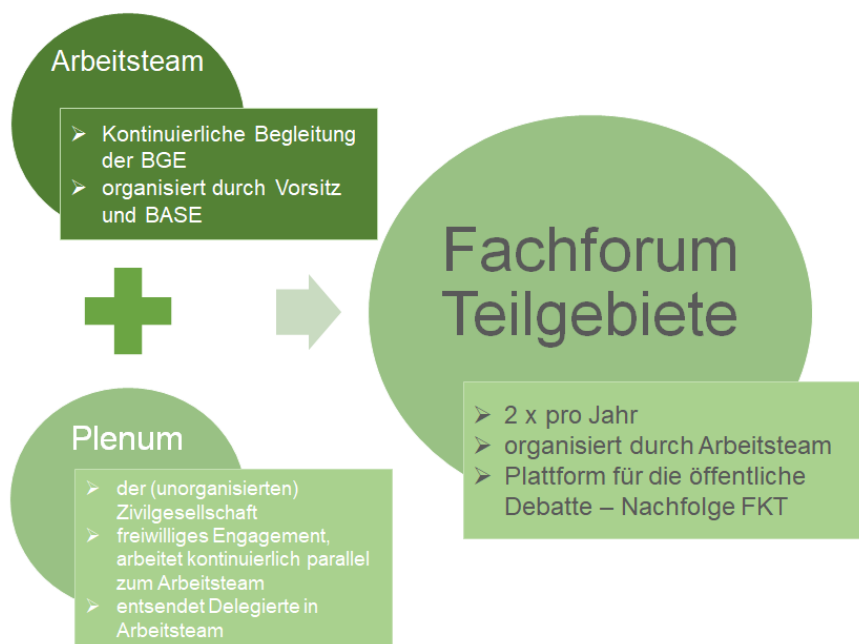 Arbeitsteam
➢ Kontinuierliche Begleitung
der BGE
➢ organisiert durch Vorsitz
und BASE
Plenum
➢ der (unorganisierten)
Zivilgesellschaft
➢ freiwilliges Engagement,
arbeitet kontinuierlich parallel
zum Arbeitsteam
➢ entsendet Delegierte in
Arbeitsteam
Fachforum
Teilgebiete
➢ 2 x pro Jahr
➢ organisiert durch Arbeitsteam
➢ Plattform für die öffentliche
Debatte – Nachfolge FKT